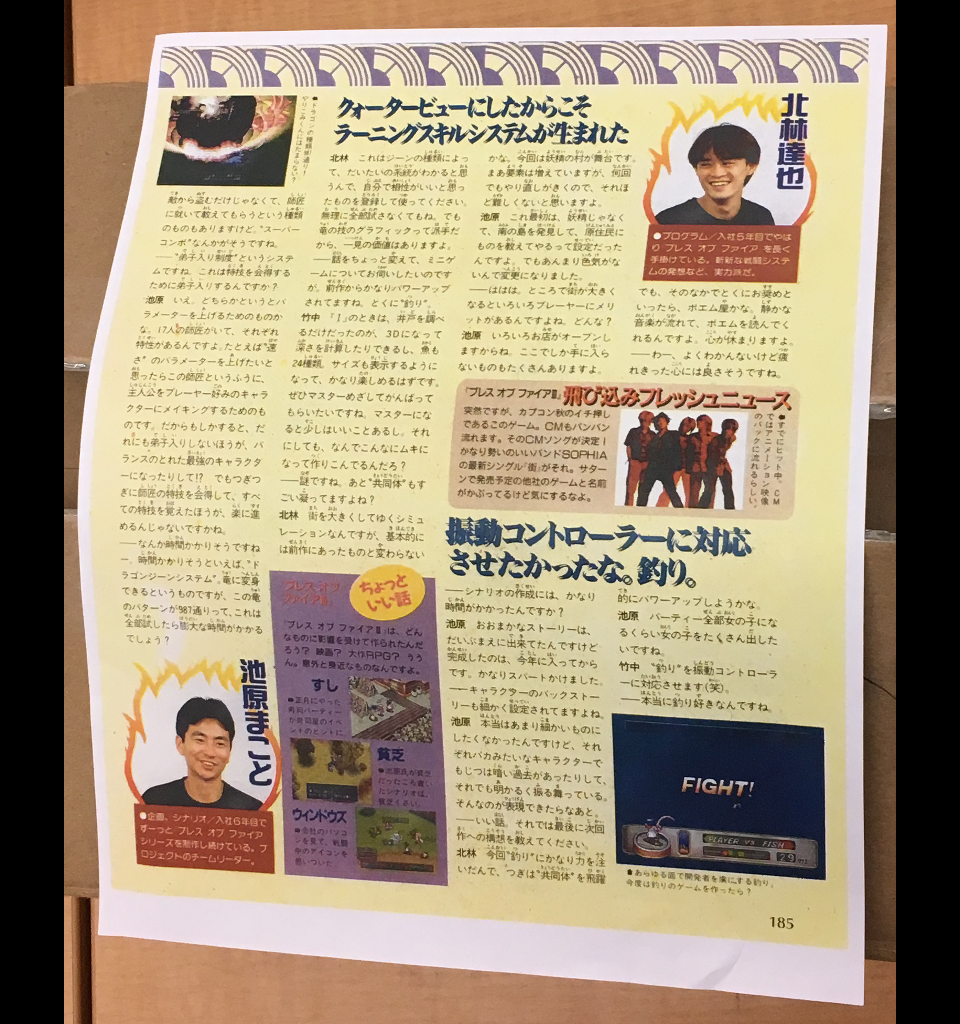 クォータービューにしたからこそ
ラーニングスキルシステムが生まれた
敵から盗むだけじゃなくて、師匠
に就いて教えてもらうという種類
のものもありますけど。"スーパー
コンボ"なんかがそうですね。
――"弟子入り制度"というシステ
ムですね。これは特技を会得する
ために弟子入りするんですか?
池原 いえ。どちらかというとパ
ラメーターを上げるためのものか
な。17人の師匠がいて、それぞれ
特性があるんですよ。たとえば"速
さ"のパラメーターを上げたいと
思ったらこの師匠というふうに、
主人公をプレーヤー好みのキャラ
クターにメイキングするためのも
のです。だからもしかすると、だ
れにも弟子入りしないほうが、バ
ランスのとれた最強のキャラクタ
ーになったりして!? でもつぎつ
ぎに師匠の特技を会得して、すべ
ての特技を覚えたほうが、楽に進
めるんじゃないですかね。
――なんか時間かかりそうですね
ー。時間かかりそうといえば、"ド
ラゴンジーンシステム"。竜に変身
できるというものですが、この竜
のパターンが987通りって、これは
全部試したら膨大な時間がかかる
でしょう?
池原まこと
●企画、シナリオ/入社6年目で
ずーっと『ブレス オブ ファイア
シリーズを制作し続けている。プ
ロジェクトのチームリーダー。
北林 これはジーンの種類によっ
て、だいたいの系統がわかると思
うんで、自分で相性がいいと思っ
たものを登録して使ってください。
無理に全部試さなくてもね。でも
竜の技のグラフィックって派手だ
から、一見の価値はありますよ。
――話をちょっと変えて、ミニゲ
ームについてお伺いしたいのです
が。前作からかなりパワーアップ
されてますね。とくに"釣り"。
竹中 『Ⅰ』のときは、井戸を調べ
るだけだったのが、3Dになって
深さを計算したりできるし、魚も
24種類。サイズも表示するように
なって、かなり楽しめるはずです。
ぜひマスターめざしてがんばって
もらいたいですね。マスターにな
ると少しはいいことあるし。それ
にしても、なんでこんなにムキに
なって作りこんでるんだろ?
――謎ですね。あと"共同体"もす
ごい凝ってますよね?
北林 街を大きくしてゆくシミュ
レーションなんですが、基本的に
は前作にあったものと変わらない
かな。今回は妖精の村が舞台です。
まあ要素は増えていますが、何回
でもやり直しがきくので、それほ
ど難しくないと思いますよ。
池原 これ最初は、妖精じゃなく
て、南の島を発見して、原住民に
ものを教えてやるって設定だった
んですよ。でもあんまり色気がな
いんで変更になりました。
――ははは。ところで街が大きく
なるといろいろプレーヤーにメリ
ットがあるんですよね。どんな?
池原 いろいろお店がオープンし
ますからね。ここでしか手に入ら
ないものもたくさんありますよ。
北林達也
●プログラム/入社5年目でやは
り『ブレス オブ ファイア』を長く
手掛けている。斬新な戦闘システ
ムの発想など、実力派だ。
でも、そのなかでとくにお奨めと
いったら、ポエム屋かな。静かな
音楽が流れて、ポエムを読んでく
れるんですよ。心が休まりますよ。
――わー、よくわかんないけど疲
れきった心には良さそうですね。
『ブレス オブ ファイアⅢ』飛び込みフレッシュニュース
突然ですが、カプコン秋のイチ押し
であるこのゲーム。CMもバンバン
流れます。そのCMソングが決定!
かなり勢いのいいバンドSOPHIA
の最新シングル『街』がそれ。サター
ンで発売予定の他社のゲームと名前
がかぶってるけど気にするなよ。
●すでにヒット中。CM
ではアニメーション映像
のバックに流れるらしい。
振動コントローラーに対応
させたかったな。釣り。
――シナリオの作成には、かなり
時間がかかったんですか?
池原 おおまかなストーリーは、
だいぶまえに出来てたんですけど
完成したのは、今年に入ってから
です。かなりスパートかけました。
――キャラクターのバックストー
リーも細かく設定されてますよね。
池原 本当はあまり細かいものに
したくなかったんですけど、それ
ぞれバカみたいなキャラクターで
もじつは暗い過去があったりして、
それでも明かるく振る舞っている。
そんなのが表現できたらなあと。
――いい話。それでは最後に次回
作への構想を教えてください。
北林 今回"釣り"にかなり力を注
いだんで、つぎは"共同体"を飛躍
的にパワーアップしようかな。
池原 パーティー全部女の子にな
るくらい女の子をたくさん出した
いですね。
竹中 "釣り"を振動コントローラ
ーに対応させます(笑)。
――本当に釣り好きなんですね。
『ブレス オブ
ファイアⅢ』
ちょっと
いい話
『ブレス オブ ファイアⅢ』は、どん
なものに影響を受けて作られたんだ
ろう? 映画? 大作RPG? うう
ん。意外と身近なものなんですよ。
すし
●正月にやった
寿司パーティー
が寿司屋のイベ
ントのヒントに
貧乏
●池原氏が貧乏
だったころ書い
たシナリオは、
貧乏くさい。
ウィンドウズ
●会社のパソコ
ンを見て、戦闘
中のアイコンを
思いついた。
FIGHT!
PLAYER VS FISH
●あらゆる面で開発者を虜にする釣り。
今度は釣りのゲームを作ったら?
185